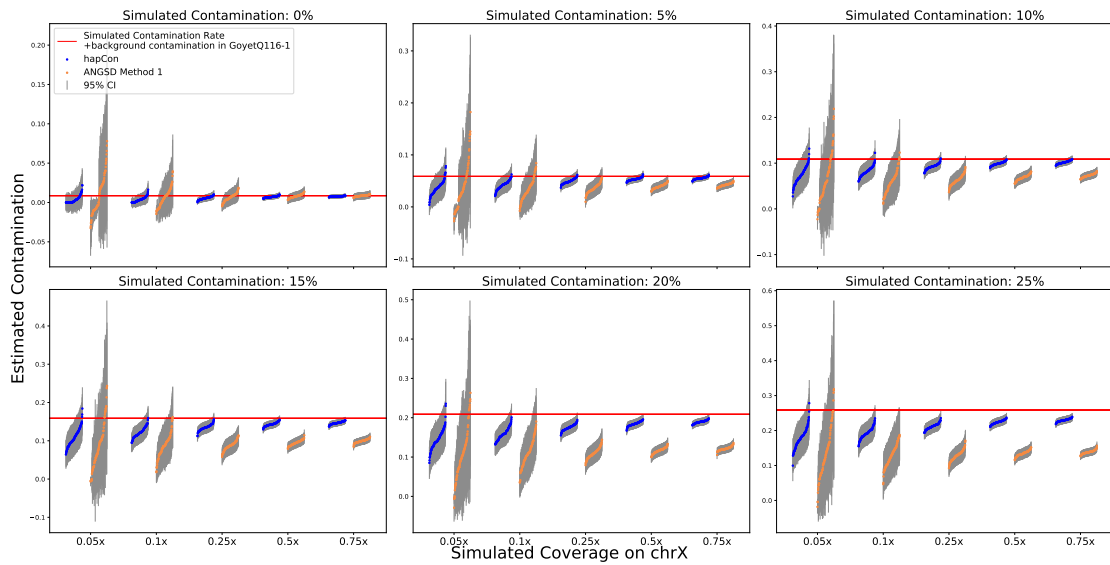 Simulated Contamination: 0%
Simulated Contamination: 5%
Simulated Contamination: 10%
0.20
0.15
0.10
0.05
0.00
−0.05
Simulated Contamination Rate
+background contamination in GoyetQ116-1
hapCon
ANGSD Method 1
95% CI
0.3
0.2
0.1
0.0
−0.1
0.4
0.3
0.2
0.1
0.0
−0.1
Simulated Contamination: 15%
Simulated Contamination: 20%
Simulated Contamination: 25%
0.4
0.3
0.2
0.1
0.0
−0.1
0.5
0.4
0.3
0.2
0.1
0.0
0.6
0.5
0.4
0.3
0.2
0.1
0.0
0.05x 0.1x 0.25x 0.5x 0.75x
0.05x 0.1x 0.25x 0.5x 0.75x
0.05x 0.1x 0.25x 0.5x 0.75x
Estimated Contamination
Simulated Coverage on chrX